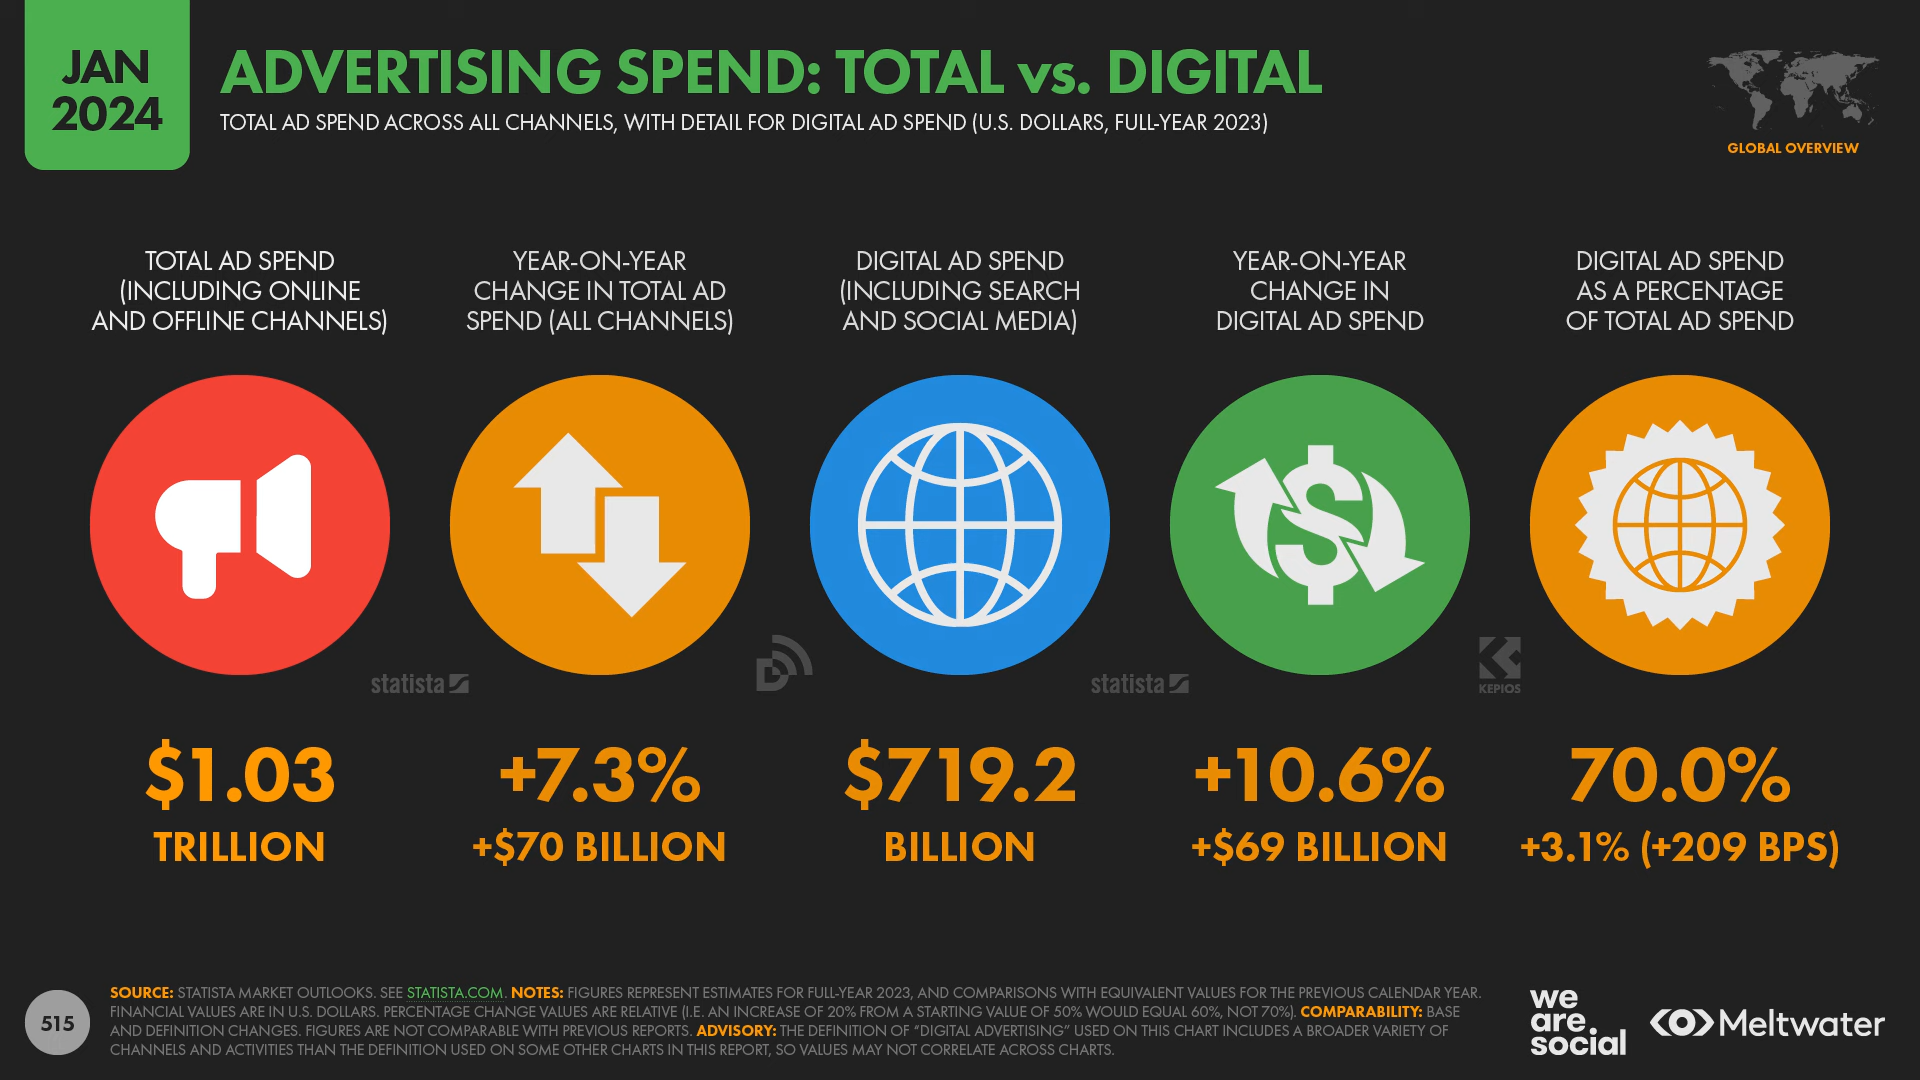 JAN
2024
ADVERTISING SPEND: TOTAL vs. DIGITAL
TOTAL AD SPEND ACROSS ALL CHANNELS, WITH DETAIL FOR DIGITAL AD SPEND (U.S. DOLLARS, FULL-YEAR 2023)
GLOBAL OVERVIEW
TOTAL AD SPEND
(INCLUDING ONLINE
AND OFFLINE CHANNELS)
$1.03
TRILLION
YEAR-ON-YEAR
CHANGE IN TOTAL AD
SPEND (ALL CHANNELS)
+7.3%
+$70 BILLION
DIGITAL AD SPEND
(INCLUDING SEARCH
AND SOCIAL MEDIA)
$719.2
BILLION
YEAR-ON-YEAR
CHANGE IN
DIGITAL AD SPEND
$
+10.6%
+$69 BILLION
DIGITAL AD SPEND
AS A PERCENTAGE
OF TOTAL AD SPEND
70.0%
+3.1% (+209 BPS)
statista
D
statista
KEPIOS
515
SOURCE: STATISTA MARKET OUTLOOKS. SEE STATISTA.COM. NOTES: FIGURES REPRESENT ESTIMATES FOR FULL-YEAR 2023, AND COMPARISONS WITH EQUIVALENT VALUES FOR THE PREVIOUS CALENDAR YEAR.
FINANCIAL VALUES ARE IN U.S. DOLLARS. PERCENTAGE CHANGE VALUES ARE RELATIVE (I.E. AN INCREASE OF 20% FROM A STARTING VALUE OF 50% WOULD EQUAL 60%, NOT 70%). COMPARABILITY: BASE
AND DEFINITION CHANGES. FIGURES ARE NOT COMPARABLE WITH PREVIOUS REPORTS. ADVISORY: THE DEFINITION OF “DIGITAL ADVERTISING” USED ON THIS CHART INCLUDES A BROADER VARIETY OF
CHANNELS AND ACTIVITIES THAN THE DEFINITION USED ON SOME OTHER CHARTS IN THIS REPORT, SO VALUES MAY NOT CORRELATE ACROSS CHARTS.
we
are
social
Meltwater